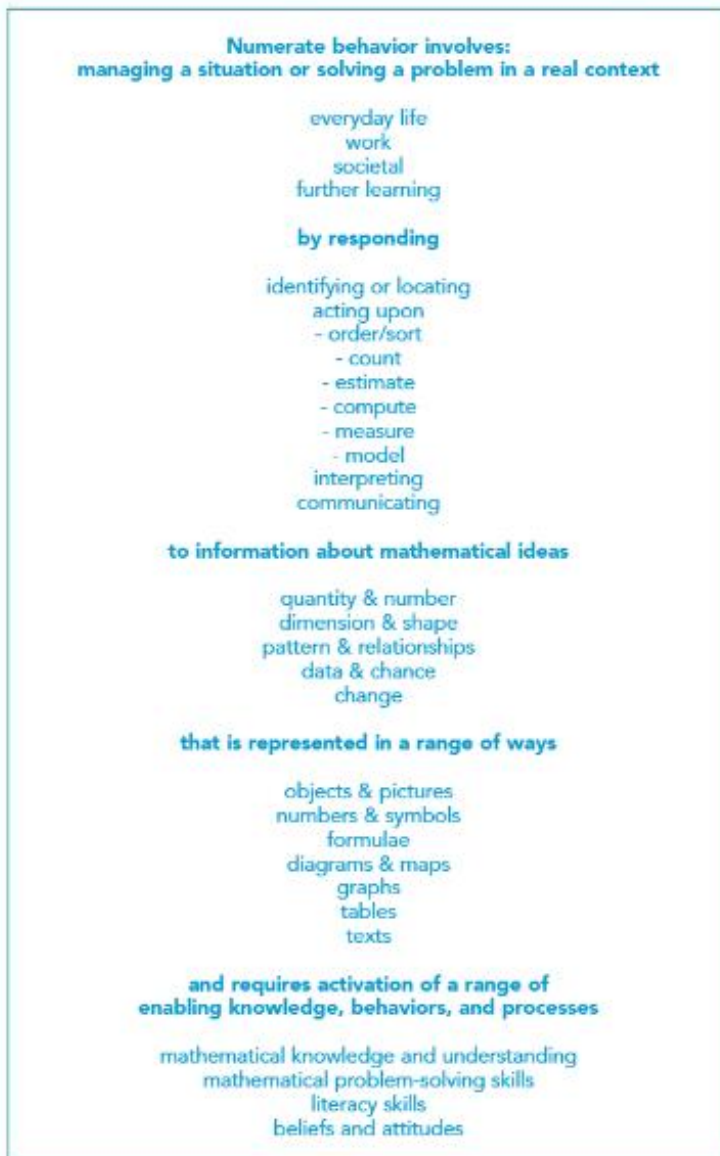 Numerate behavior involves:
managing a situation or solving a problem in a real context
everyday life
work
societal
further learning
by responding
identifying or locating
acting upon
- order/sort
- count
- estimate
- compute
- measure
- model
interpreting
communicating
to information about mathematical ideas
quantity & number
dimension & shape
pattern & relationships
data & chance
change
that is represented in a range of ways
objects & pictures
numbers & symbols
formulae
diagrams & maps
graphs
tables
texts
and requires activation of a range of
enabling knowledge, behaviors, and processes
mathematical knowledge and understanding
mathematical problem-solving skills
literacy skills
beliefs and attitudes